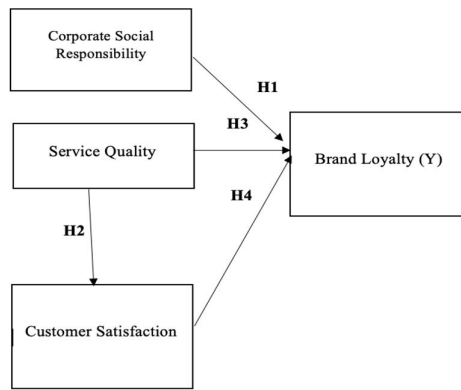 Corporate Social
Responsibility
H1
H3
Service Quality
Brand Loyalty (Y)
H4
H2
Customer Satisfaction